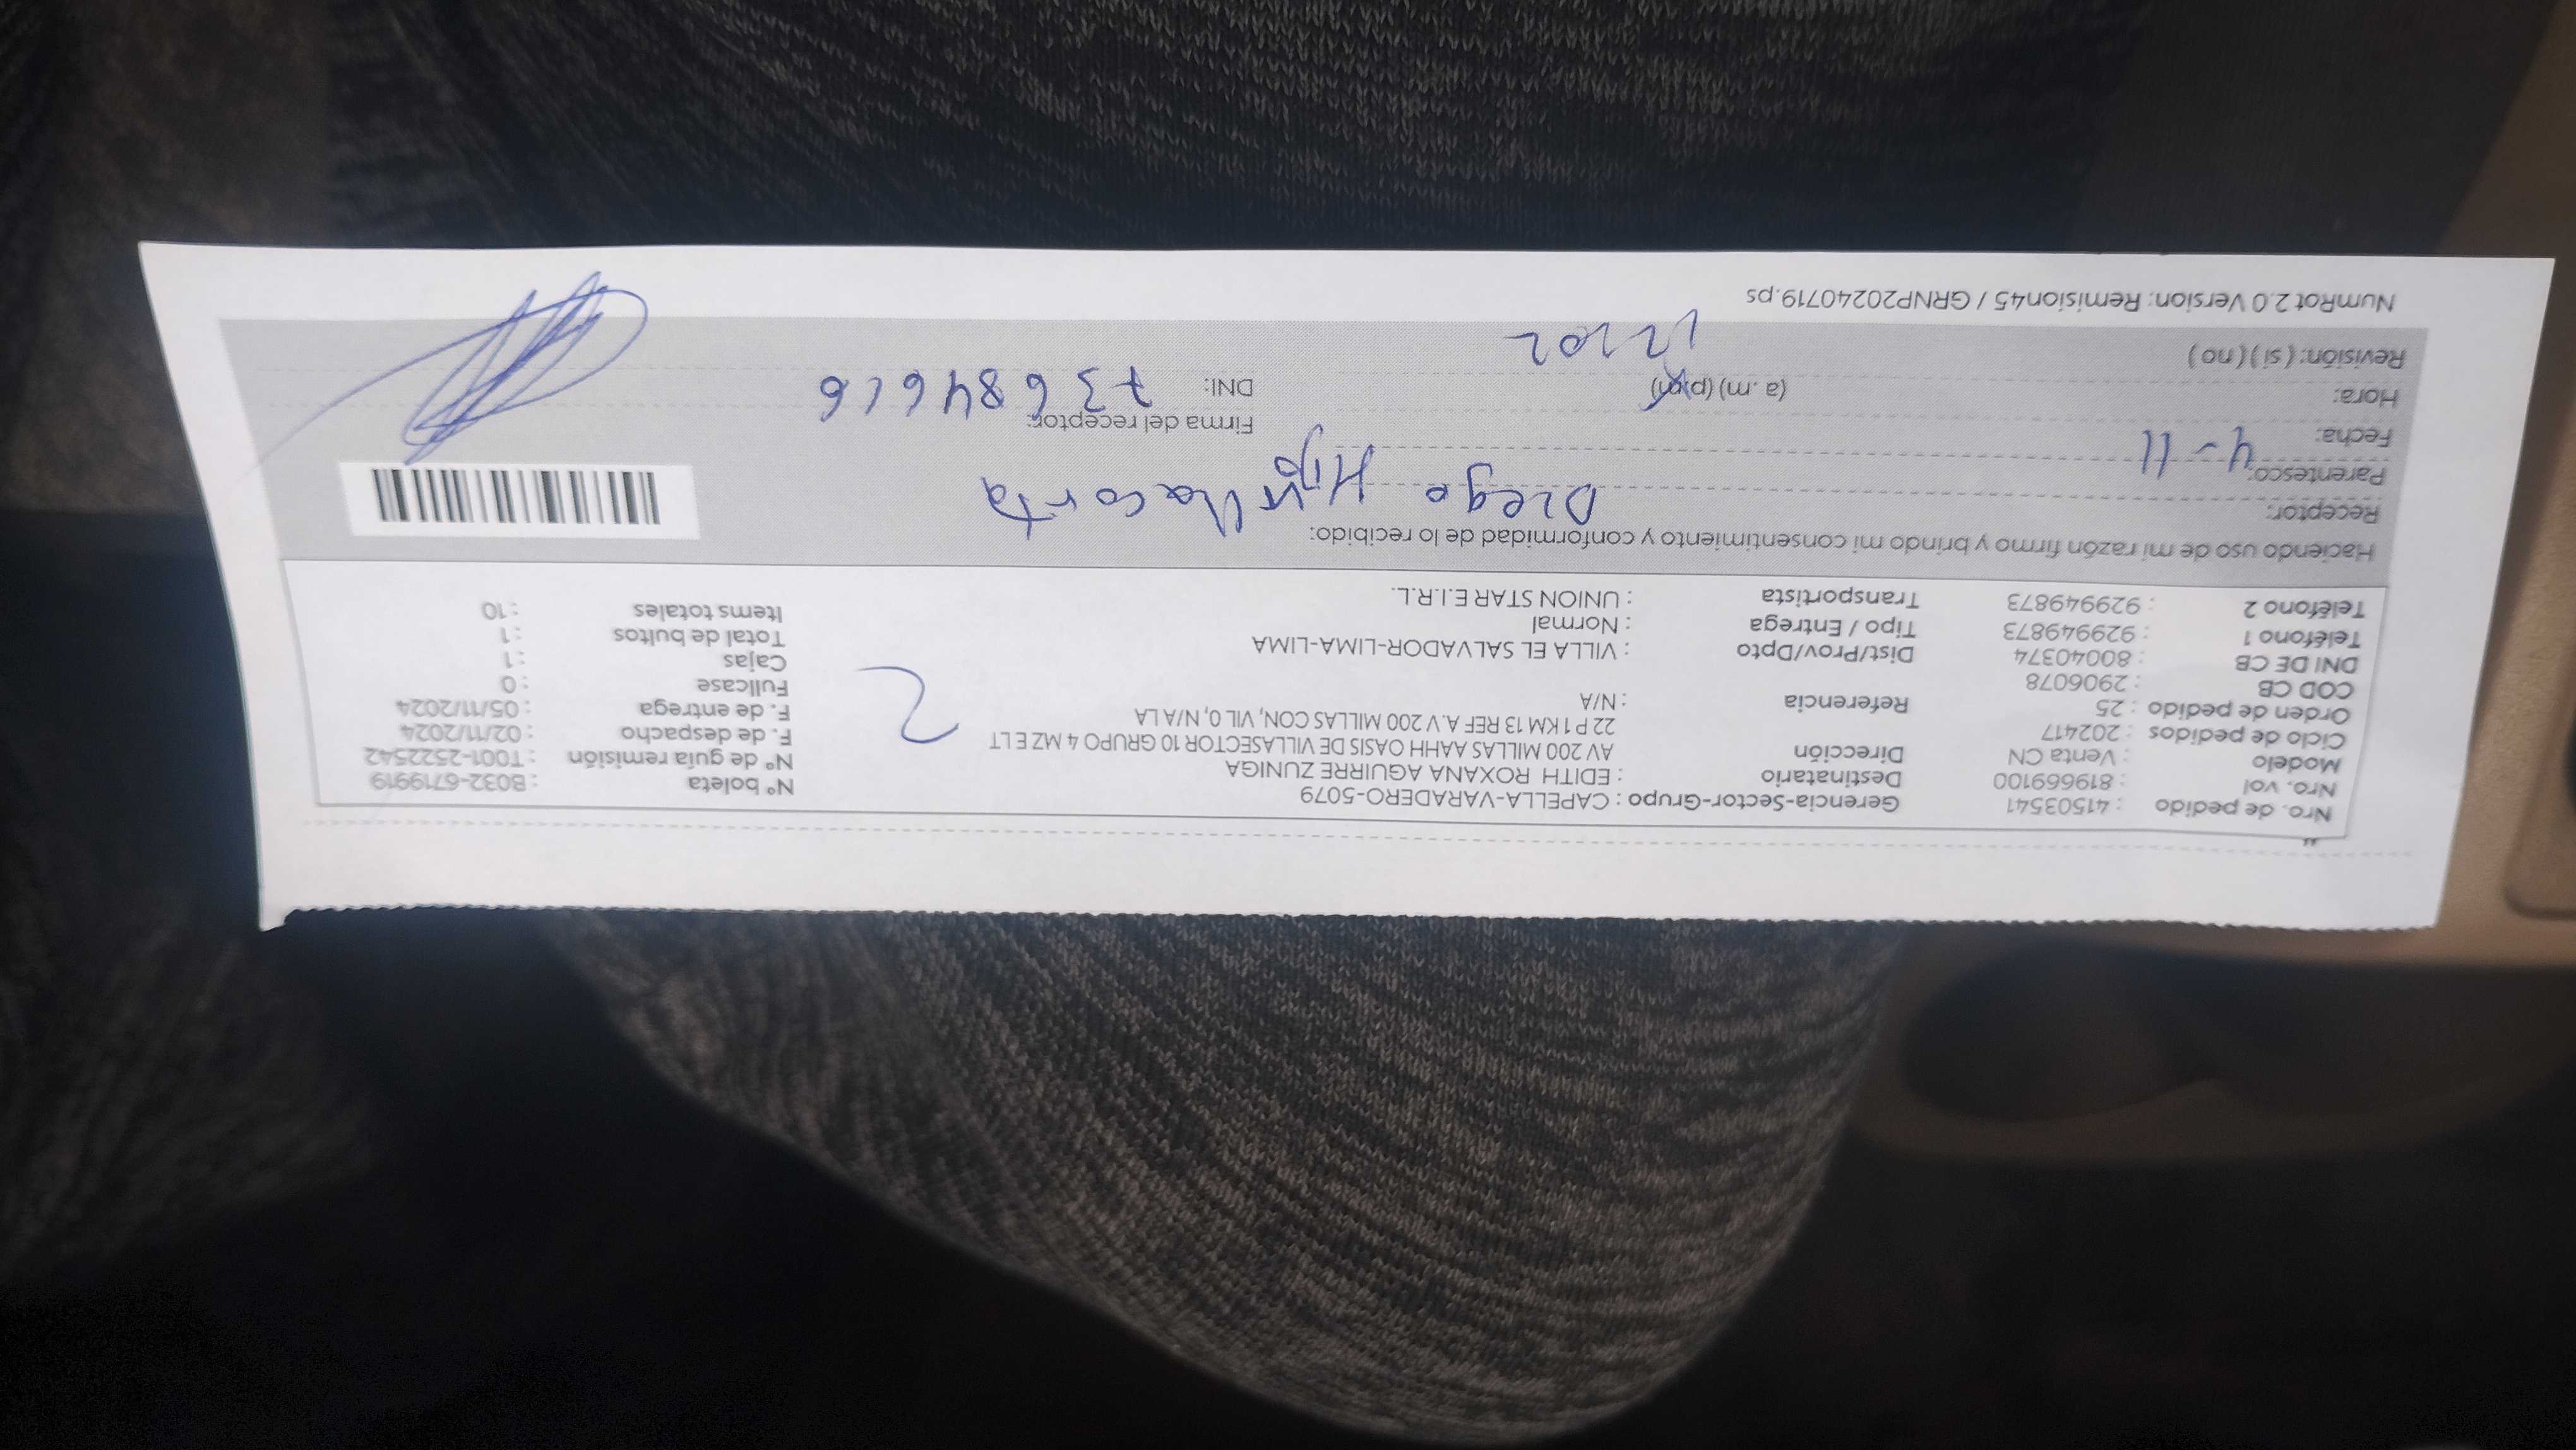 Nro. de pedido : 41503541 Gerencia-Sector-Grupo : CAPELLA-VARADERO-5079 N° boleta : B032-6719919
Nro. vol : 819669100 Destinatario : EDITH ROXANA AGUIRRE ZUNIGA N° de guía remisión : T001-2522542
Modelo : Venta CN Dirección AV 200 MILLAS AAHH OASIS DE VILLASECTOR 10 GRUPO 4 MZ E LT F. de despacho : 02/11/2024
Ciclo de pedidos : 202417 22 P 1 KM 13 REF A.V 200 MILLAS CON, VIL 0, N/A LA F. de entrega : 05/11/2024
Orden de pedido : 25 Referencia : N/A Fullcase : 0
COD CB : 2906078 2 Cajas : 1
DNI DE CB : 80040374 Dist/Prov/Dpto : VILLA EL SALVADOR-LIMA-LIMA Total de bultos : 1
Teléfono 1 : 929949873 Tipo / Entrega : Normal Items totales : 10
Teléfono 2 : 929949873 Transportista : UNION STAR E.I.R.L.
Haciendo uso de mi razón firmo y brindo mi consentimiento y conformidad de lo recibido:
Receptor: Diego Villacorta
Parentesco: Hijo
Fecha: 4-11 Firma del receptor:
Hora: (a. m) (p.m) DNI: 73684616
Revisión: ( si ) ( no )
NumRot 2.0 Version: Remision45 / GRNP20240719.ps